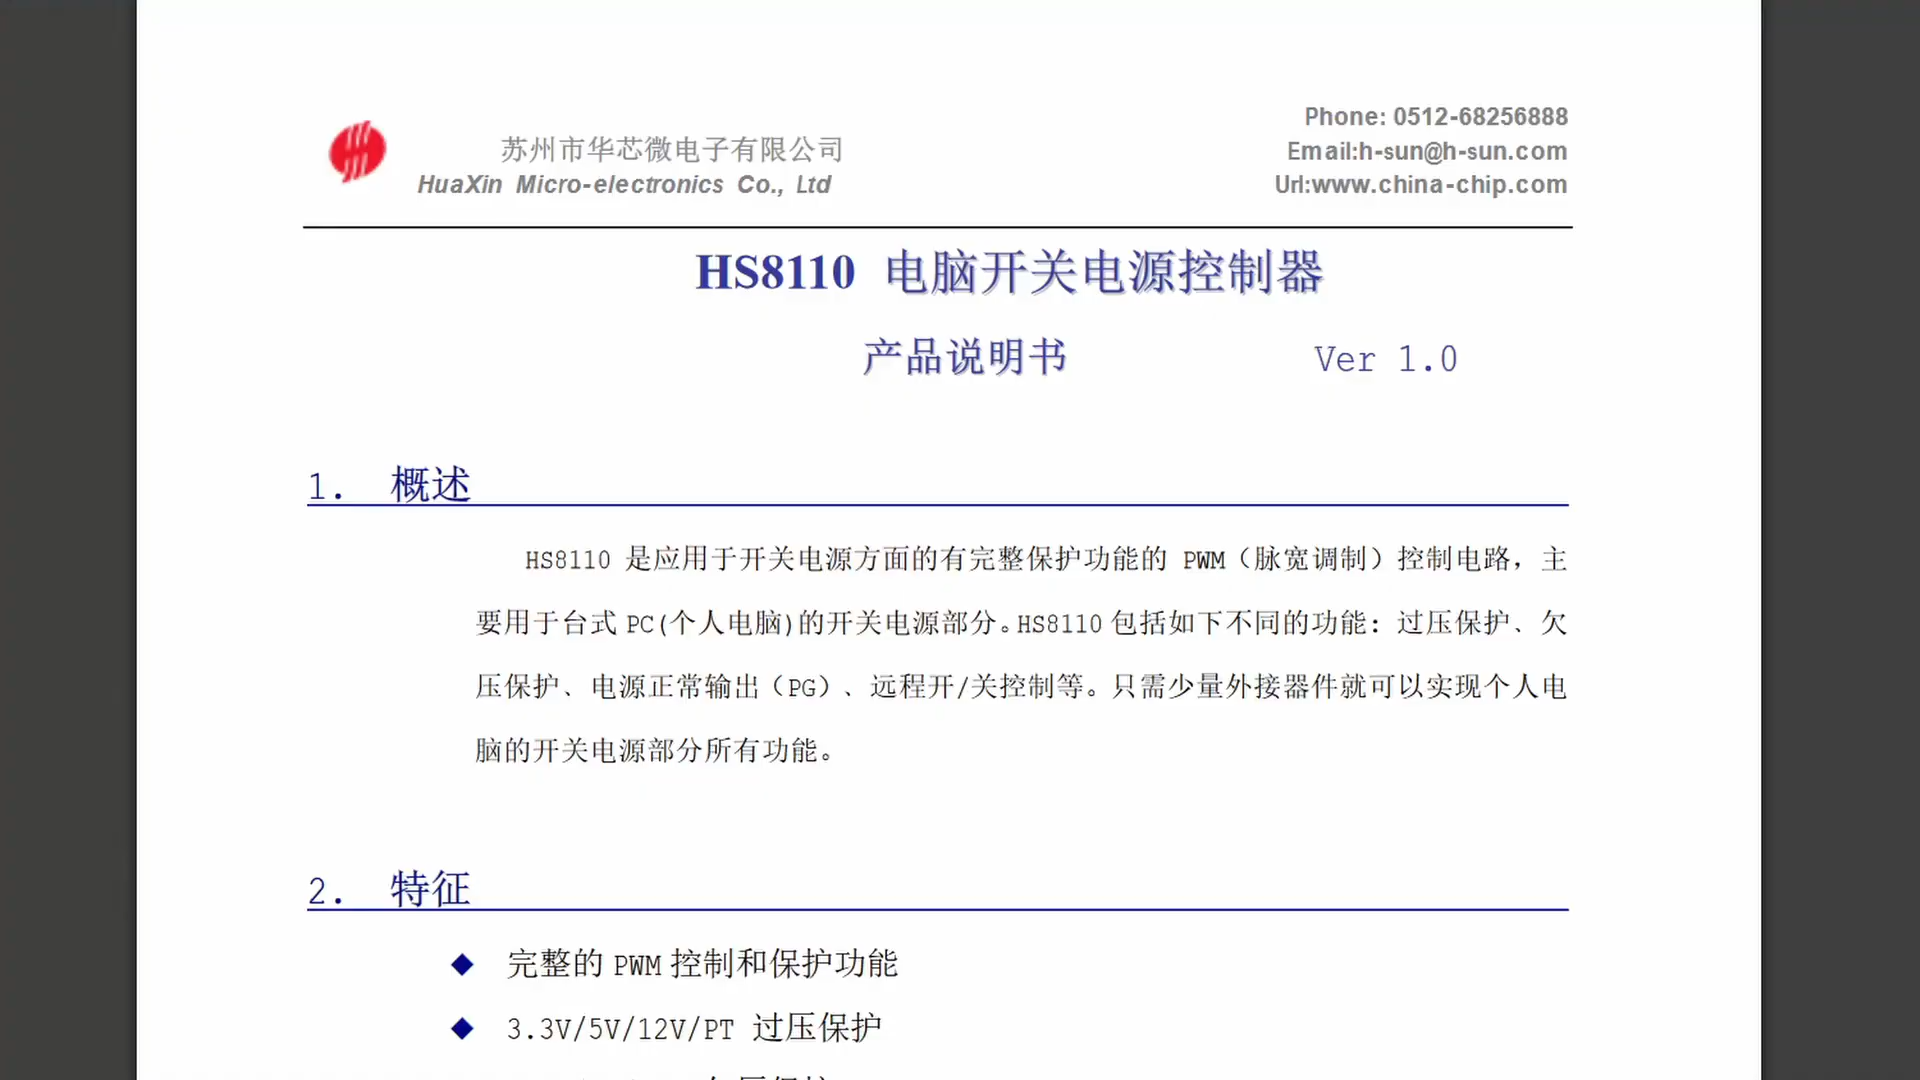 Phone: 0512-68256888
苏州市华芯微电子有限公司
Email:h-sun@h-sun.com
HuaXin Micro-electronics Co., Ltd
Url:www.china-chip.com
HS8110 电脑开关电源控制器
产品说明书 Ver 1.0
1. 概述
HS8110 是应用于开关电源方面的有完整保护功能的 PWM（脉宽调制）控制电路，主
要用于台式 PC(个人电脑)的开关电源部分。HS8110 包括如下不同的功能：过压保护、欠
压保护、电源正常输出（PG）、远程开/关控制等。只需少量外接器件就可以实现个人电
脑的开关电源部分所有功能。
2. 特征
◆ 完整的 PWM 控制和保护功能
◆ 3.3V/5V/12V/PT 过压保护